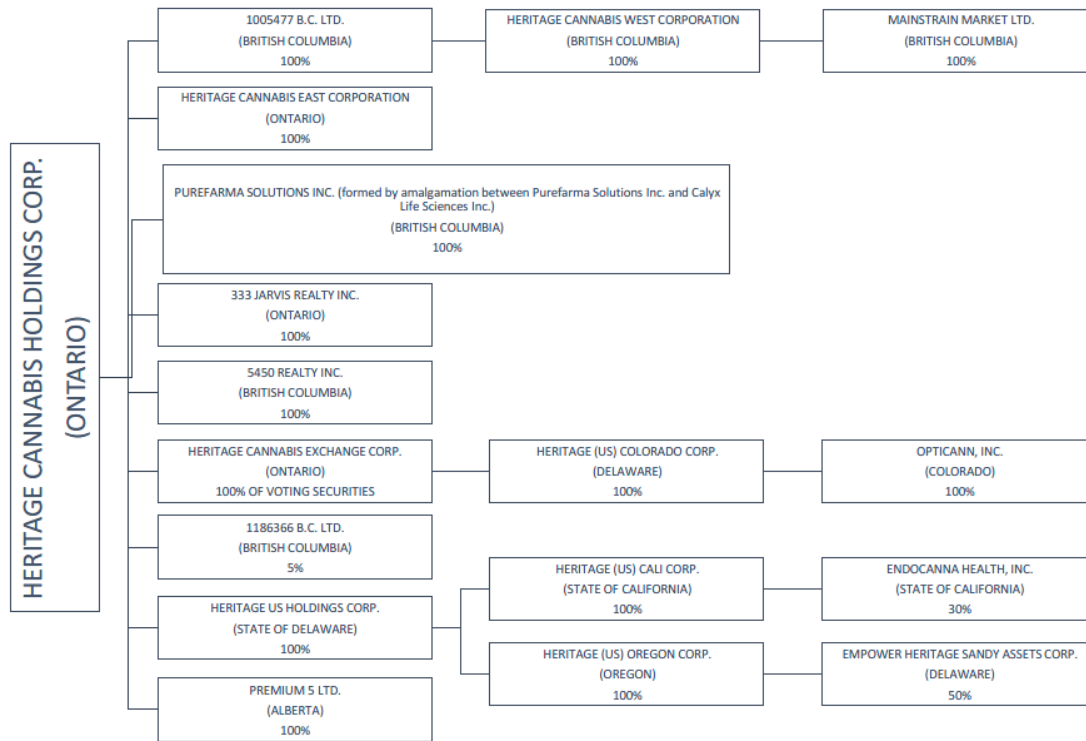 HERITAGE CANNABIS HOLDINGS CORP.
(ONTARIO)
1005477 B.C. LTD.
(BRITISH COLUMBIA)
100%
HERITAGE CANNABIS WEST CORPORATION
(BRITISH COLUMBIA)
100%
MAINSTRAIN MARKET LTD.
(BRITISH COLUMBIA)
100%
HERITAGE CANNABIS EAST CORPORATION
(ONTARIO)
100%
PUREFARMA SOLUTIONS INC. (formed by amalgamation between Purefarma Solutions Inc. and Calyx
Life Sciences Inc.)
(BRITISH COLUMBIA)
100%
333 JARVIS REALTY INC.
(ONTARIO)
100%
5450 REALTY INC.
(BRITISH COLUMBIA)
100%
HERITAGE CANNABIS EXCHANGE CORP.
(ONTARIO)
100% OF VOTING SECURITIES
HERITAGE (US) COLORADO CORP.
(DELAWARE)
100%
OPTICANN, INC.
(COLORADO)
100%
1186366 B.C. LTD.
(BRITISH COLUMBIA)
5%
HERITAGE US HOLDINGS CORP.
(STATE OF DELAWARE)
100%
HERITAGE (US) CALI CORP.
(STATE OF CALIFORNIA)
100%
ENDOCANNA HEALTH, INC.
(STATE OF CALIFORNIA)
30%
HERITAGE (US) OREGON CORP.
(OREGON)
100%
EMPOWER HERITAGE SANDY ASSETS CORP.
(DELAWARE)
50%
PREMIUM 5 LTD.
(ALBERTA)
100%